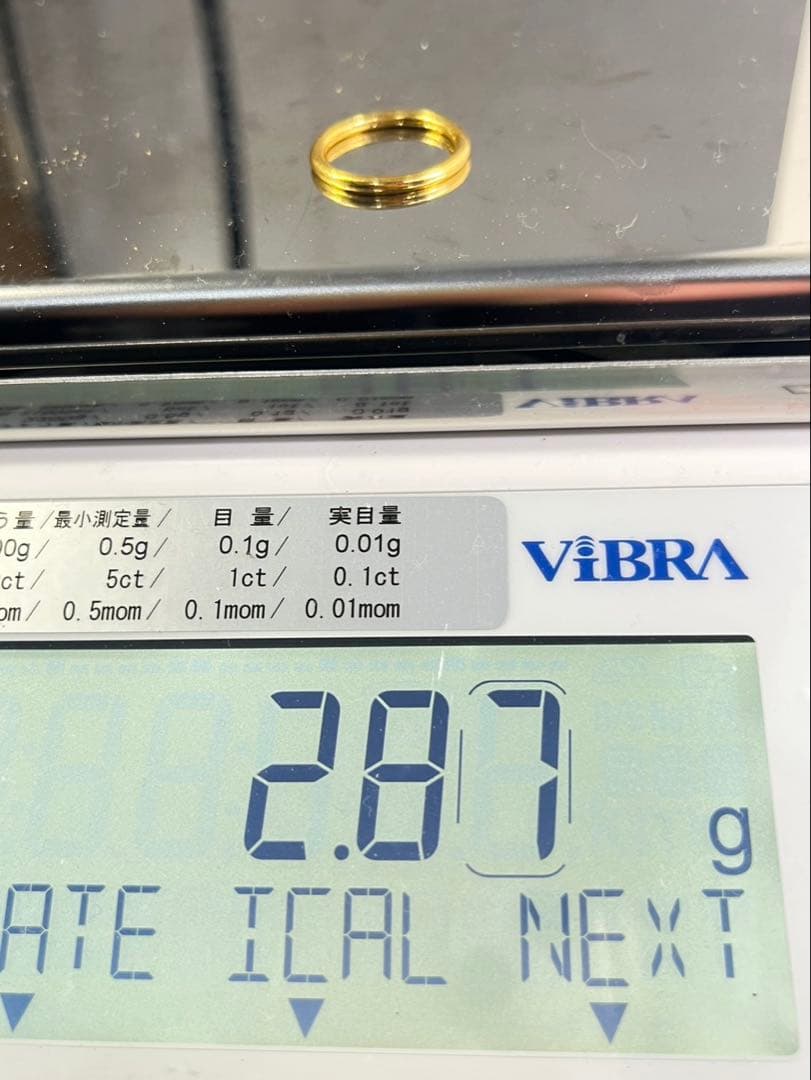 量/最小測定量/ 目 量/ 実目量
0g/ 0.5g/ 0.1g/ 0.01g
ct/ 5ct/ 1ct/ 0.1ct
om/ 0.5mom/ 0.1mom/ 0.01mom
ViBRA
2.87 g
ATE ICAL NEXT